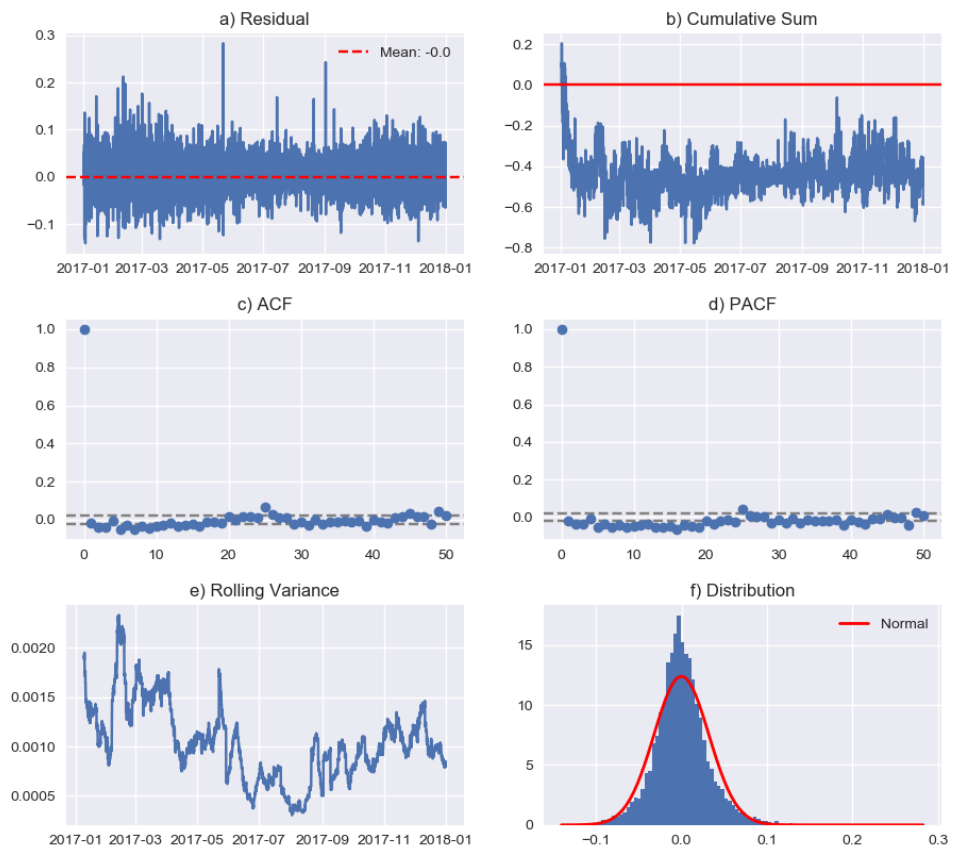 a) Residual
0.3
0.2
0.1
0.0
−0.1
Mean: -0.0
2017-01 2017-03 2017-05 2017-07 2017-09 2017-11 2018-01
b) Cumulative Sum
0.2
0.0
−0.2
−0.4
−0.6
−0.8
2017-01 2017-03 2017-05 2017-07 2017-09 2017-11 2018-01
c) ACF
1.0
0.8
0.6
0.4
0.2
0.0
0 10 20 30 40 50
d) PACF
1.0
0.8
0.6
0.4
0.2
0.0
0 10 20 30 40 50
e) Rolling Variance
0.0020
0.0015
0.0010
0.0005
2017-01 2017-03 2017-05 2017-07 2017-09 2017-11 2018-01
f) Distribution
Normal
15
10
5
0
−0.1 0.0 0.1 0.2 0.3